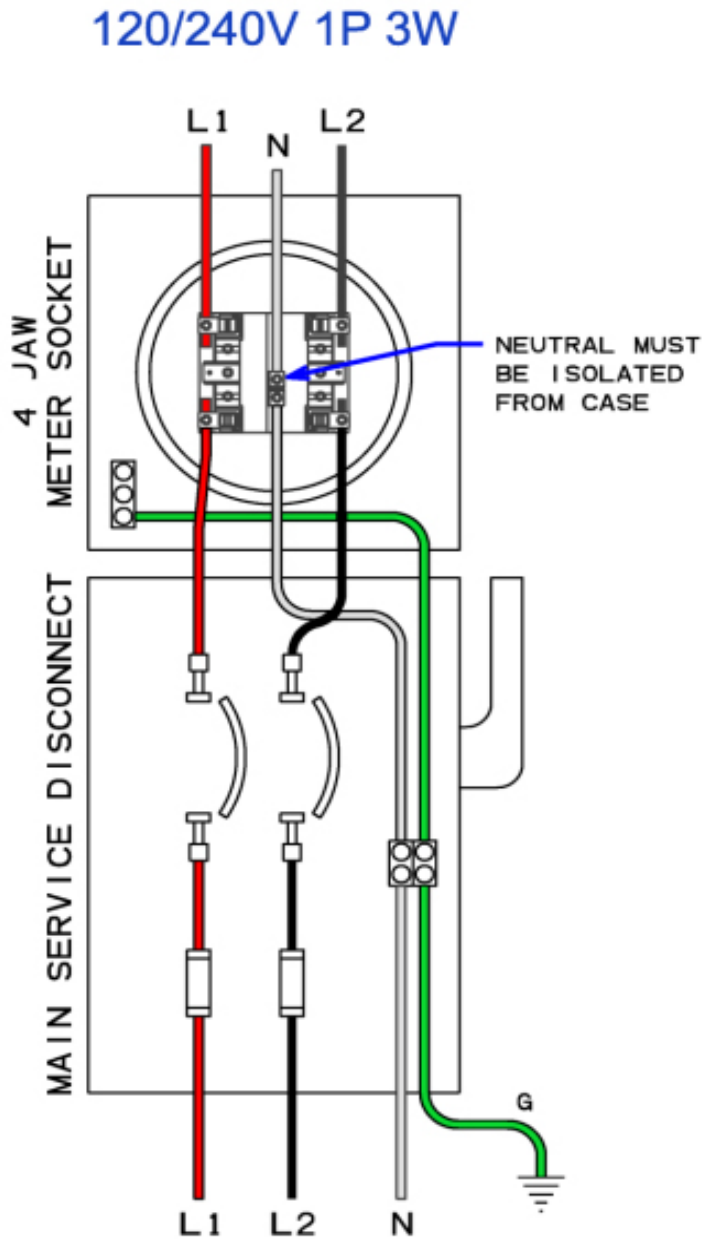 120/240V 1P 3W
L1
N
L2
4 JAW
METER SOCKET
NEUTRAL MUST
BE ISOLATED
FROM CASE
MAIN SERVICE DISCONNECT
G
L1
L2
N